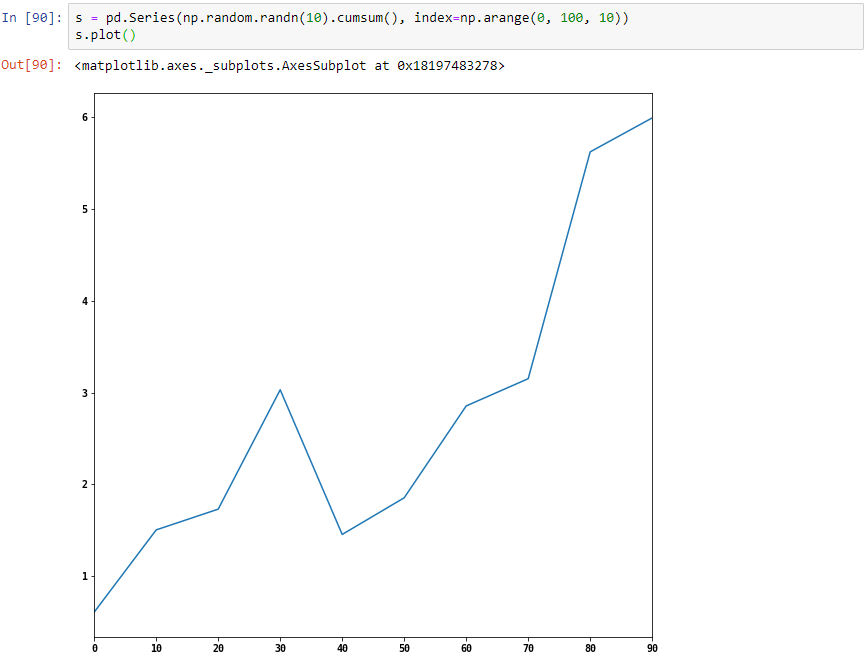 In [90]: s = pd.Series(np.random.randn(10).cumsum(), index=np.arange(0, 100, 10))
s.plot()
Out[90]: <matplotlib.axes._subplots.AxesSubplot at 0x18197483278>
6
5
4
3
2
1
0 10 20 30 40 50 60 70 80 90